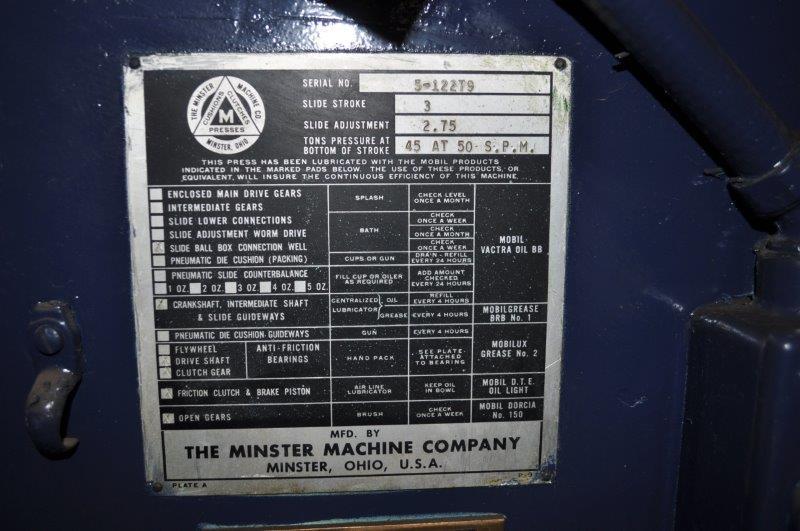 THE MINSTER MACHINE CO.
CUSHIONS CLUTCHES
M
PRESSES
MINSTER, OHIO
SERIAL NO. 5-122T9
SLIDE STROKE 3
SLIDE ADJUSTMENT 2.75
TONS PRESSURE AT
BOTTOM OF STROKE 45 AT 50 S.P.M.
THIS PRESS HAS BEEN LUBRICATED WITH THE MOBIL PRODUCTS
INDICATED IN THE MARKED PADS BELOW. THE USE OF THESE PRODUCTS, OR
EQUIVALENT, WILL INSURE THE CONTINUOUS EFFICIENCY OF THIS MACHINE.
ENCLOSED MAIN DRIVE GEARS
INTERMEDIATE GEARS
SPLASH
CHECK LEVEL
ONCE A MONTH
SLIDE LOWER CONNECTIONS
SLIDE ADJUSTMENT WORM DRIVE
SLIDE BALL BOX CONNECTION WELL
BATH
CHECK
ONCE A WEEK
CHECK
ONCE A MONTH
CHECK
ONCE A WEEK
PNEUMATIC DIE CUSHION (PACKING)
CUPS OR GUN
DRAIN - REFILL
EVERY 24 HOURS
PNEUMATIC SLIDE COUNTERBALANCE
1 OZ. 2 OZ. 3 OZ. 4 OZ. 5 OZ.
FILL CUP OR OILER
AS REQUIRED
ADD AMOUNT
CHECKED
EVERY 24 HOURS
MOBIL
VACTRA OIL BB
CRANKSHAFT, INTERMEDIATE SHAFT
& SLIDE GUIDEWAYS
CENTRALIZED
LUBRICATOR
OIL
REFILL
EVERY 4 HOURS
GREASE
EVERY 4 HOURS
MOBILGREASE
BRB No. 1
PNEUMATIC DIE CUSHION GUIDEWAYS
GUN
EVERY 4 HOURS
FLYWHEEL
DRIVE SHAFT
CLUTCH GEAR
ANTI-FRICTION
BEARINGS
HAND PACK
SEE PLATE
ATTACHED
TO BEARING
MOBILUX
GREASE No. 2
FRICTION CLUTCH & BRAKE PISTON
AIR LINE
LUBRICATOR
KEEP OIL
IN BOWL
MOBIL D.T.E.
OIL LIGHT
OPEN GEARS
BRUSH
CHECK
ONCE A WEEK
MOBIL DORCIA
No. 150
MFD. BY
THE MINSTER MACHINE COMPANY
MINSTER, OHIO, U.S.A.
PLATE A